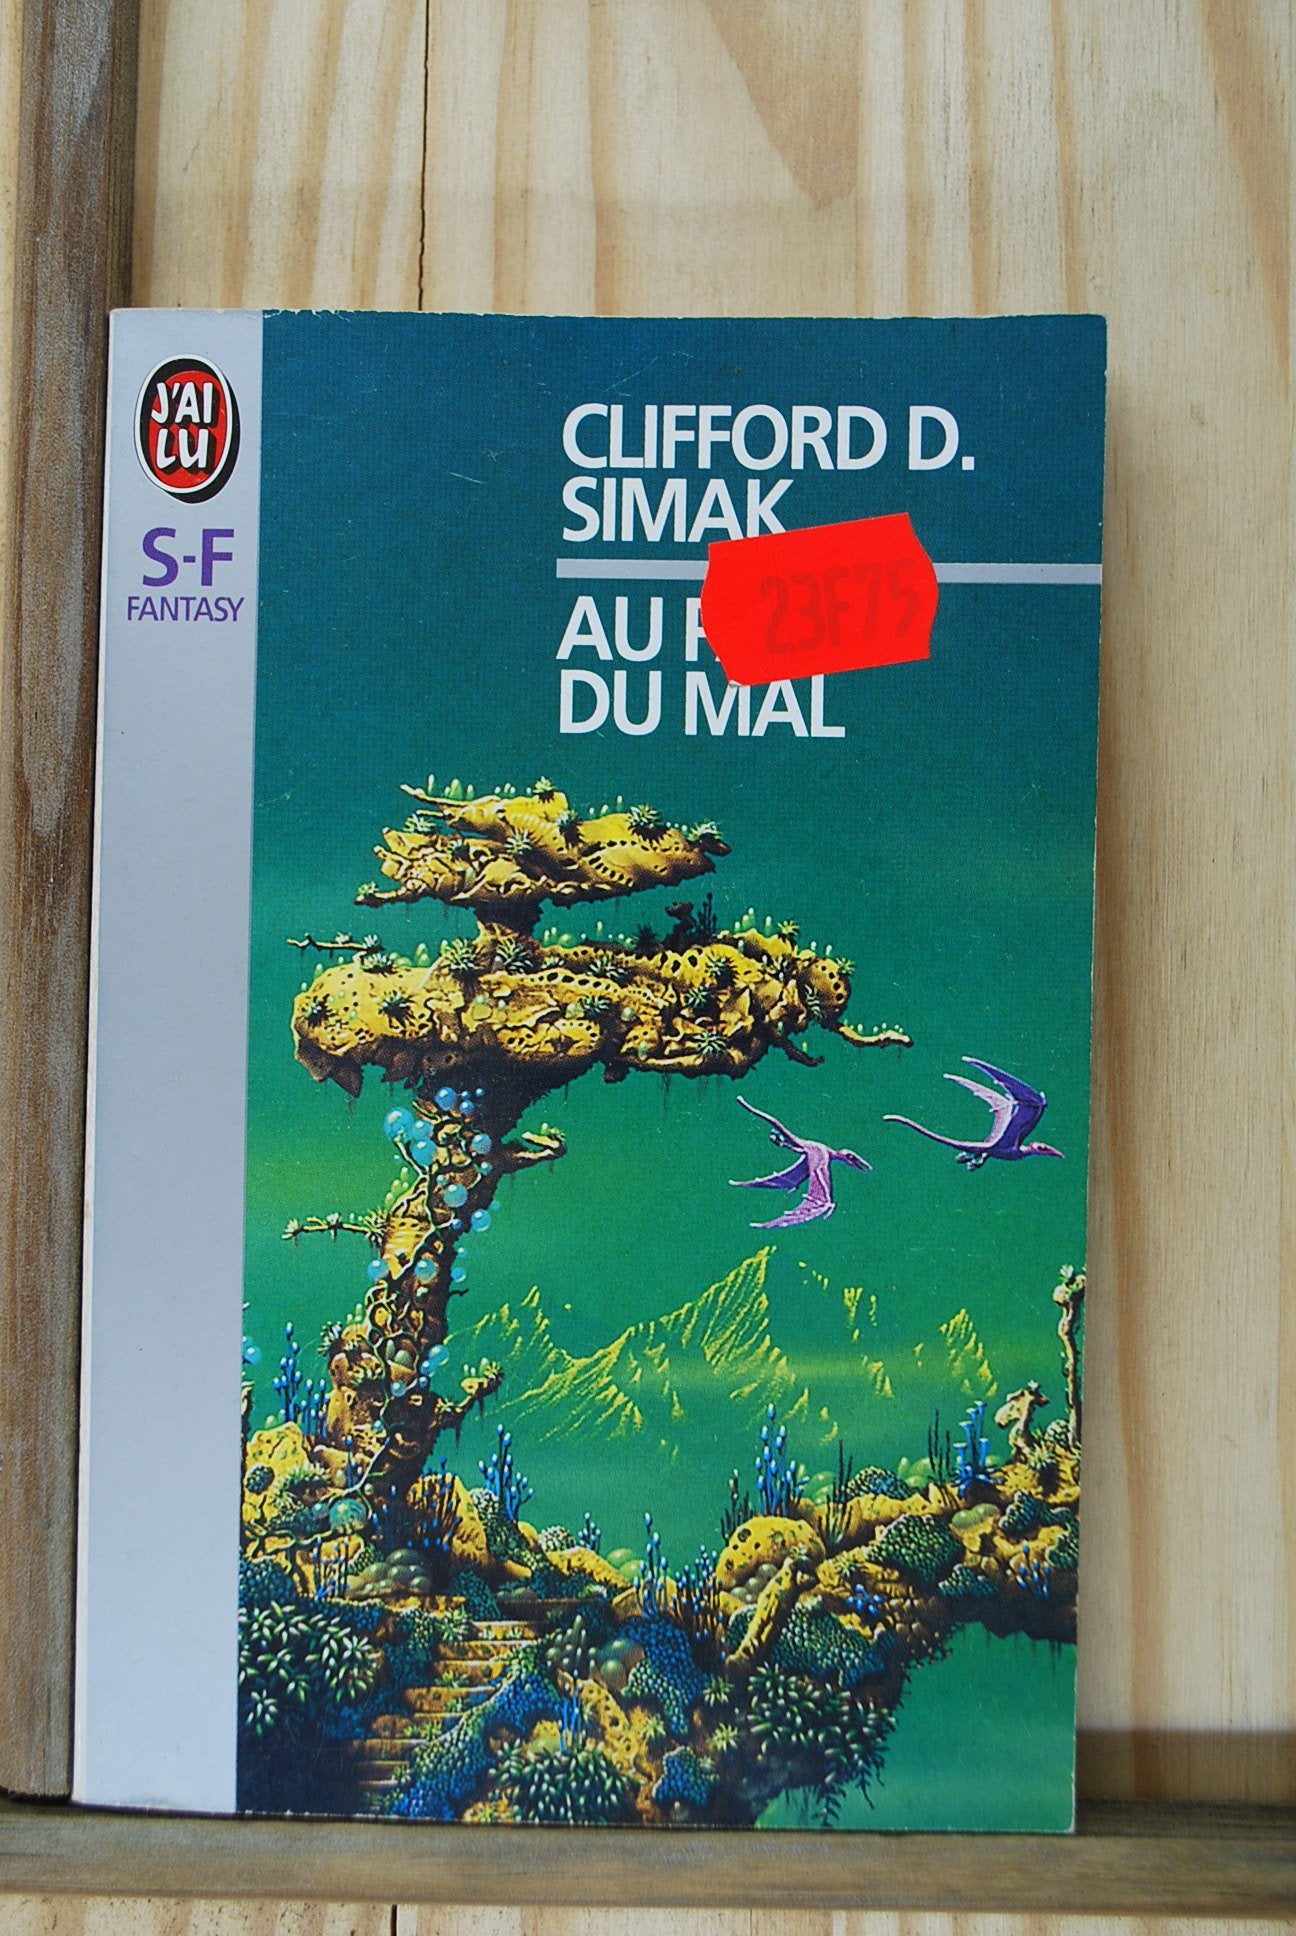 J'AI
LU
S-F
FANTASY
CLIFFORD D.
SIMAK
AU
DU MAL
23F75